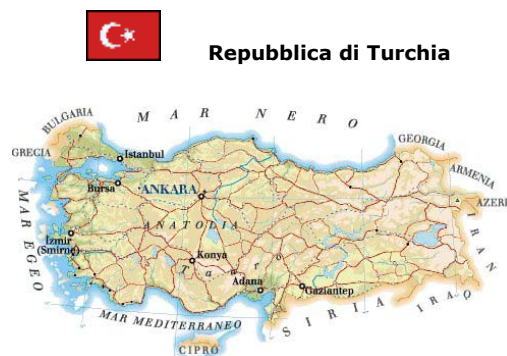 Repubblica di Turchia
MAR NERO
BULGARIA
GRECIA
GEORGIA
ARMENIA
AZERB
Istanbul
Bursa
ANKARA
ANATOLIA
MAR EGEO
İzmir
(Smirne)
Konya
Adana
Gaziantep
IRAN
IRAQ
SIRIA
MAR MEDITERRANEO
CIPRO